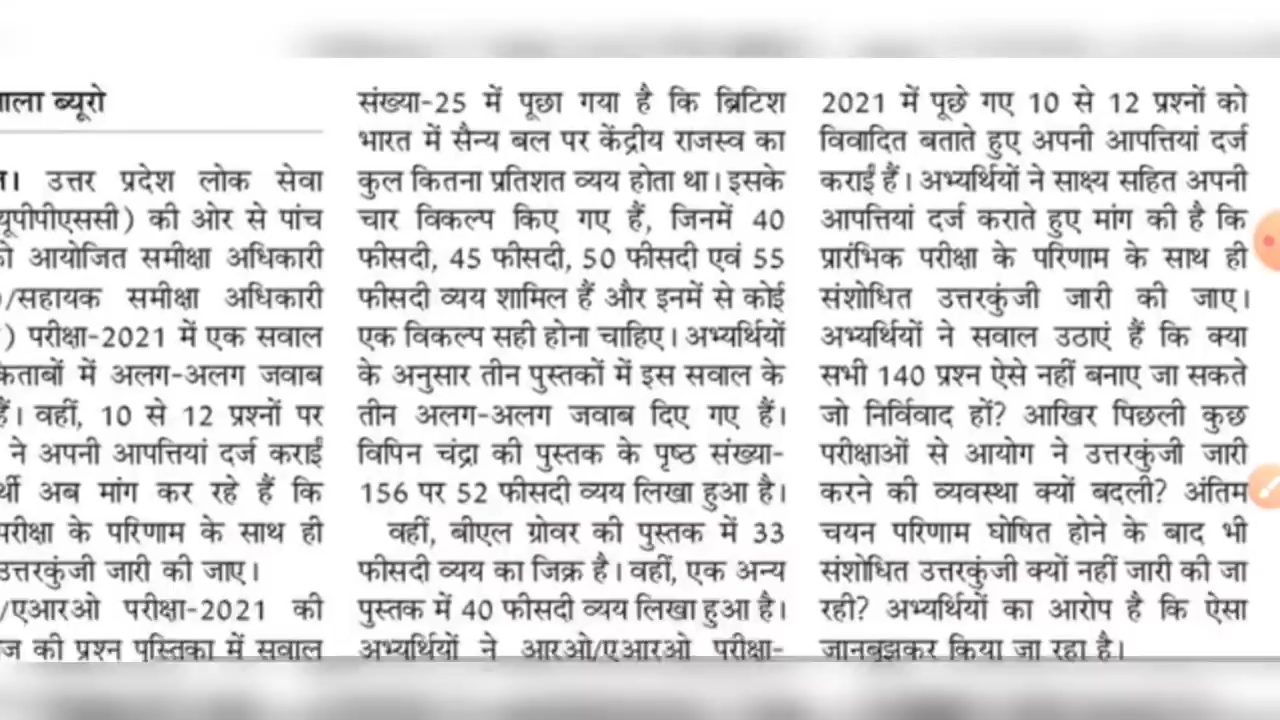 ाला ब्यूरो
त। उत्तर प्रदेश लोक सेवा
यूपीपीएससी) की ओर से पांच
को आयोजित समीक्षा अधिकारी
)/सहायक समीक्षा अधिकारी
) परीक्षा-2021 में एक सवाल
कताबों में अलग-अलग जवाब
हैं। वहीं, 10 से 12 प्रश्नों पर
ने अपनी आपत्तियां दर्ज कराईं
र्थी अब मांग कर रहे हैं कि
परीक्षा के परिणाम के साथ ही
उत्तरकुंजी जारी की जाए।
/एआरओ परीक्षा-2021 की
ज की प्रश्न पुस्तिका में सवाल
संख्या-25 में पूछा गया है कि ब्रिटिश
भारत में सैन्य बल पर केंद्रीय राजस्व का
कुल कितना प्रतिशत व्यय होता था। इसके
चार विकल्प किए गए हैं, जिनमें 40
फीसदी, 45 फीसदी, 50 फीसदी एवं 55
फीसदी व्यय शामिल हैं और इनमें से कोई
एक विकल्प सही होना चाहिए। अभ्यर्थियों
के अनुसार तीन पुस्तकों में इस सवाल के
तीन अलग-अलग जवाब दिए गए हैं।
विपिन चंद्रा की पुस्तक के पृष्ठ संख्या-
156 पर 52 फीसदी व्यय लिखा हुआ है।
वहीं, बीएल ग्रोवर की पुस्तक में 33
फीसदी व्यय का जिक्र है। वहीं, एक अन्य
पुस्तक में 40 फीसदी व्यय लिखा हुआ है।
अभ्यर्थियों ने आरओ/एआरओ परीक्षा-
2021 में पूछे गए 10 से 12 प्रश्नों को
विवादित बताते हुए अपनी आपत्तियां दर्ज
कराईं हैं। अभ्यर्थियों ने साक्ष्य सहित अपनी
आपत्तियां दर्ज कराते हुए मांग की है कि
प्रारंभिक परीक्षा के परिणाम के साथ ही
संशोधित उत्तरकुंजी जारी की जाए।
अभ्यर्थियों ने सवाल उठाएं हैं कि क्या
सभी 140 प्रश्न ऐसे नहीं बनाए जा सकते
जो निर्विवाद हों? आखिर पिछली कुछ
परीक्षाओं से आयोग ने उत्तरकुंजी जारी
करने की व्यवस्था क्यों बदली? अंतिम
चयन परिणाम घोषित होने के बाद भी
संशोधित उत्तरकुंजी क्यों नहीं जारी की जा
रही? अभ्यर्थियों का आरोप है कि ऐसा
जानबूझकर किया जा रहा है।